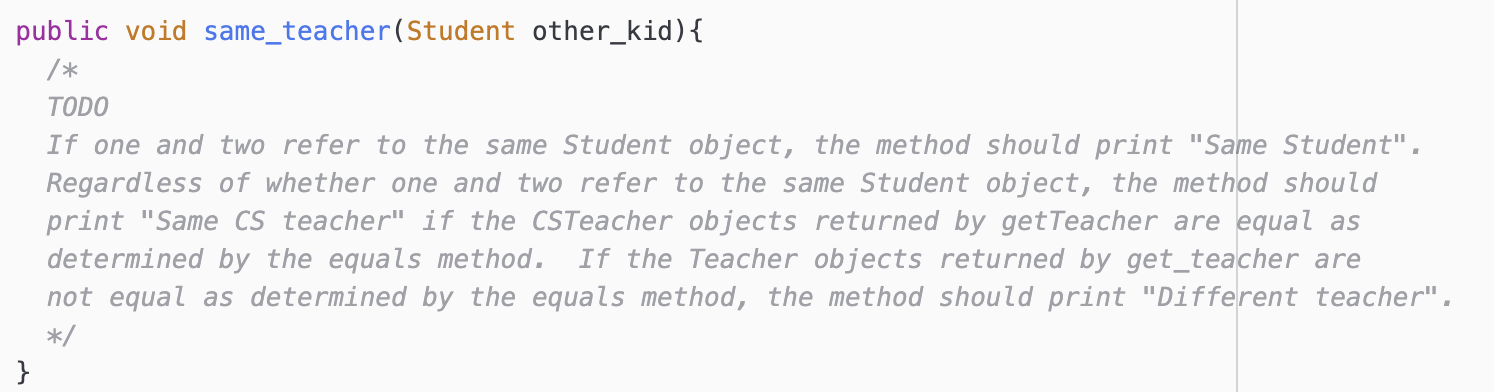 public void same_teacher(Student other_kid){
/*
TODO
If one and two refer to the same Student object, the method should print "Same Student".
Regardless of whether one and two refer to the same Student object, the method should
print "Same CS teacher" if the CSTeacher objects returned by getTeacher are equal as
determined by the equals method.  If the Teacher objects returned by get_teacher are
not equal as determined by the equals method, the method should print "Different teacher".
*/
}